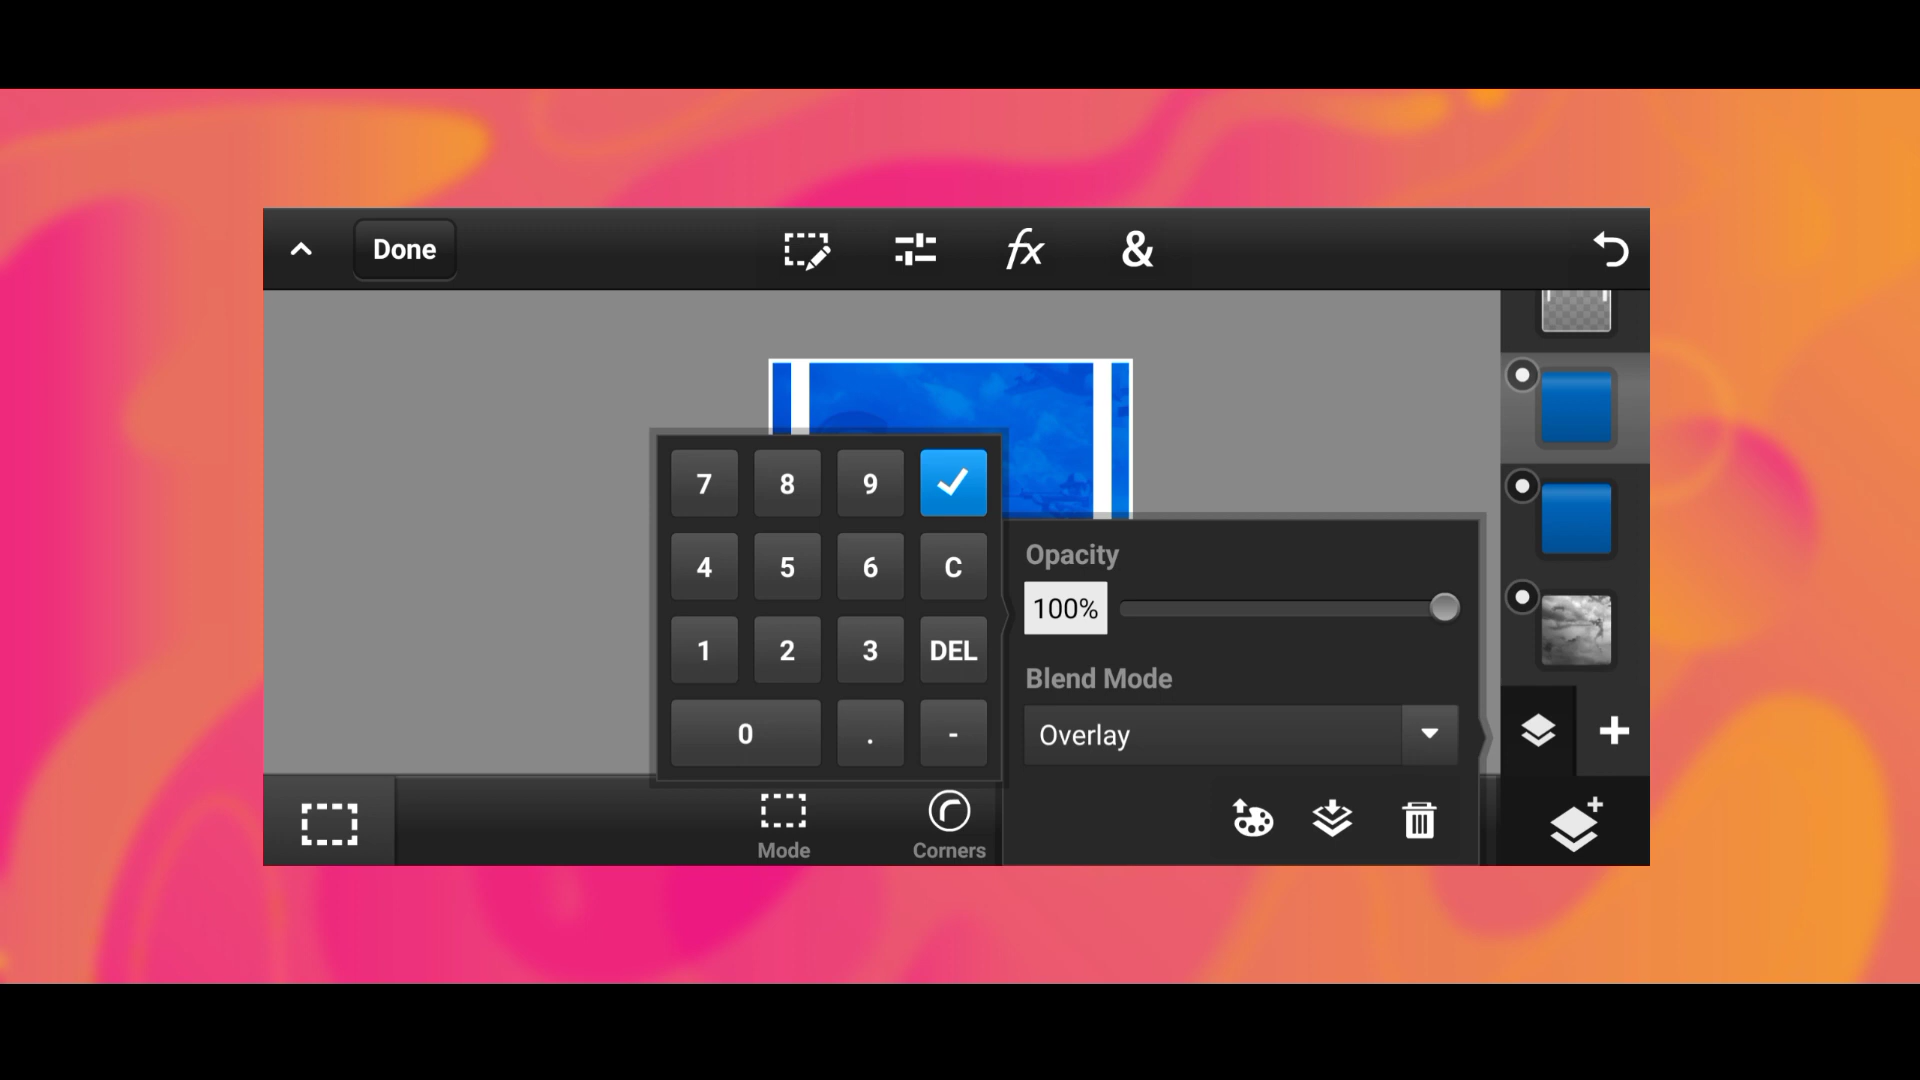 Done
fx
&
7 8 9
4 5 6 C
1 2 3 DEL
0 . -
Opacity
100%
Blend Mode
Overlay
Mode
Corners